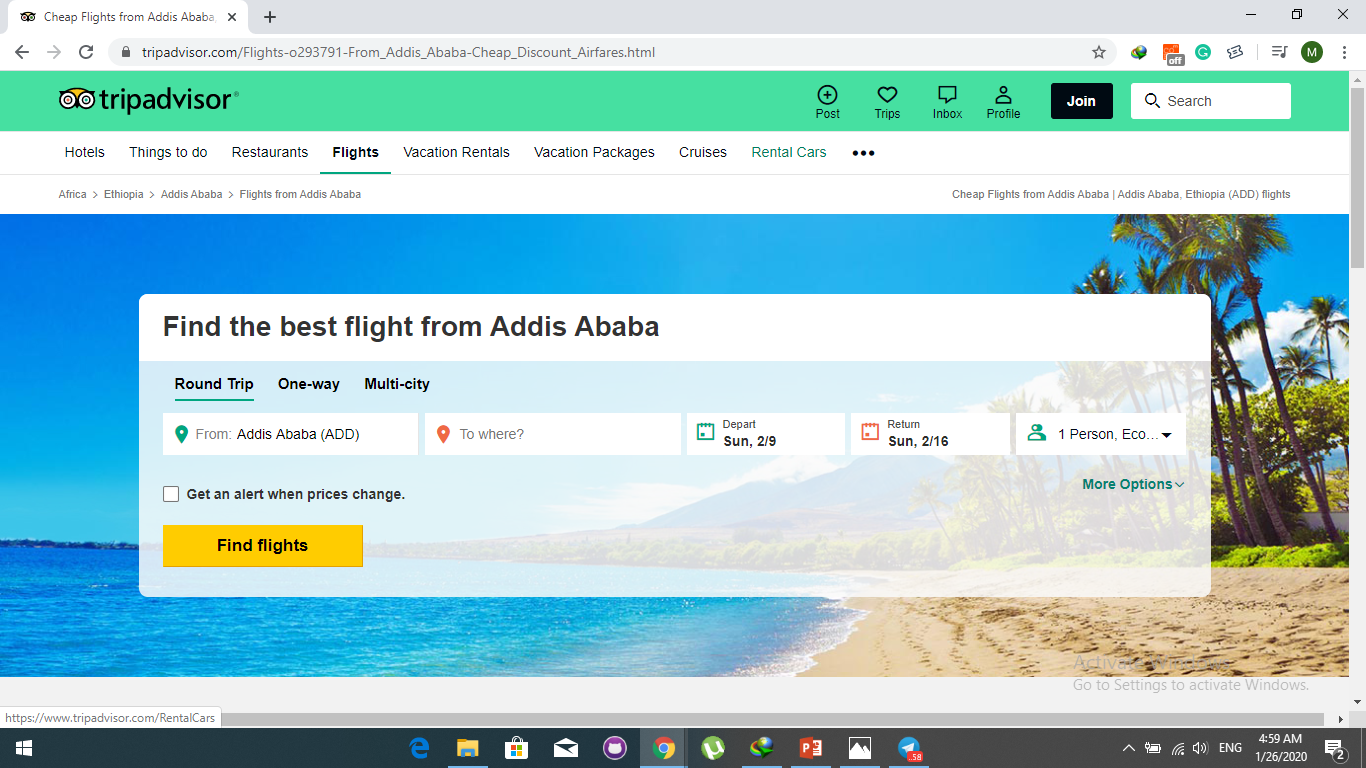 Cheap Flights from Addis Ababa
tripadvisor.com/Flights-o293791-From_Addis_Ababa-Cheap_Discount_Airfares.html
off
M
tripadvisor®
Post
Trips
Inbox
Profile
Join
Search
Hotels
Things to do
Restaurants
Flights
Vacation Rentals
Vacation Packages
Cruises
Rental Cars
Africa > Ethiopia > Addis Ababa > Flights from Addis Ababa
Cheap Flights from Addis Ababa | Addis Ababa, Ethiopia (ADD) flights
Find the best flight from Addis Ababa
Round Trip
One-way
Multi-city
From: Addis Ababa (ADD)
To where?
Depart
Sun, 2/9
Return
Sun, 2/16
1 Person, Eco...
More Options
Get an alert when prices change.
Find flights
Activate Windows
Go to Settings to activate Windows.
https://www.tripadvisor.com/RentalCars
.58
ENG
4:59 AM
1/26/2020
2